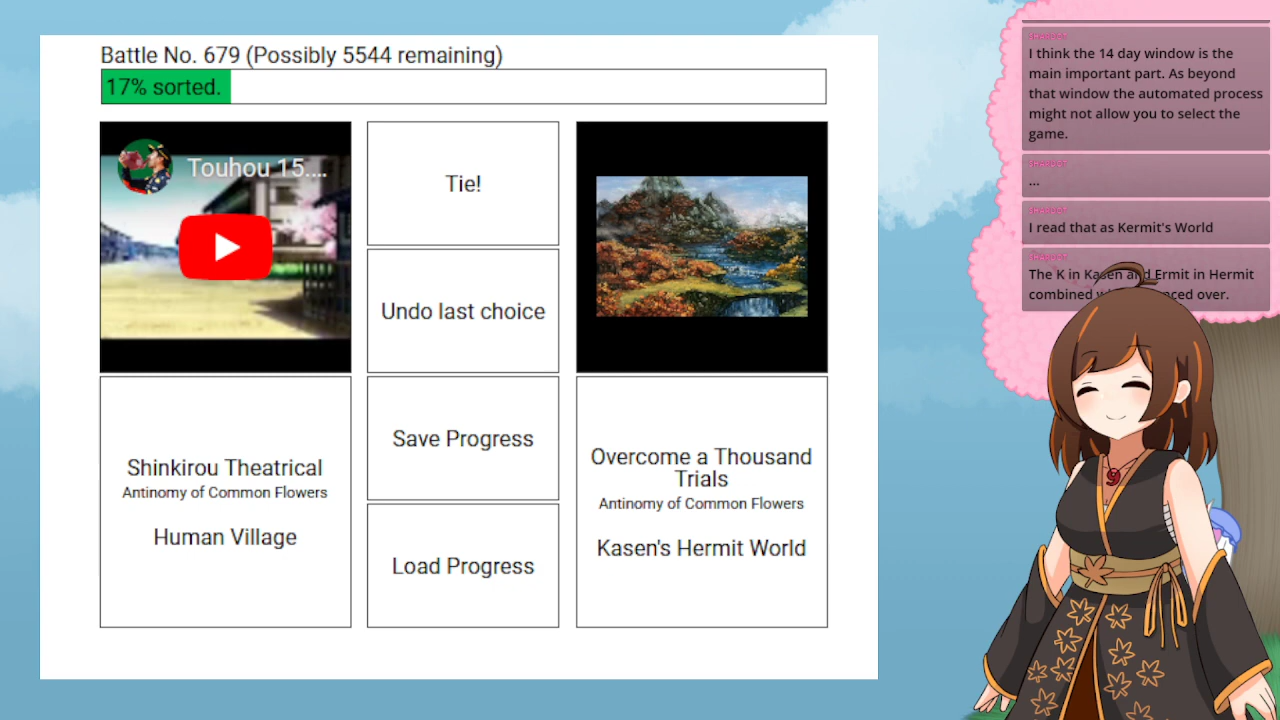 Battle No. 679 (Possibly 5544 remaining)
17% sorted.
Touhou 15....
Tie!
Undo last choice
Save Progress
Load Progress
Shinkirou Theatrical
Antinomy of Common Flowers
Human Village
Overcome a Thousand
Trials
Antinomy of Common Flowers
Kasen's Hermit World
I think the 14 day window is the
main important part. As beyond
that window the automated process
might not allow you to select the
game.
...
I read that as Kermit's World
The K in Kasen and Ermit in Hermit
combined over.
9